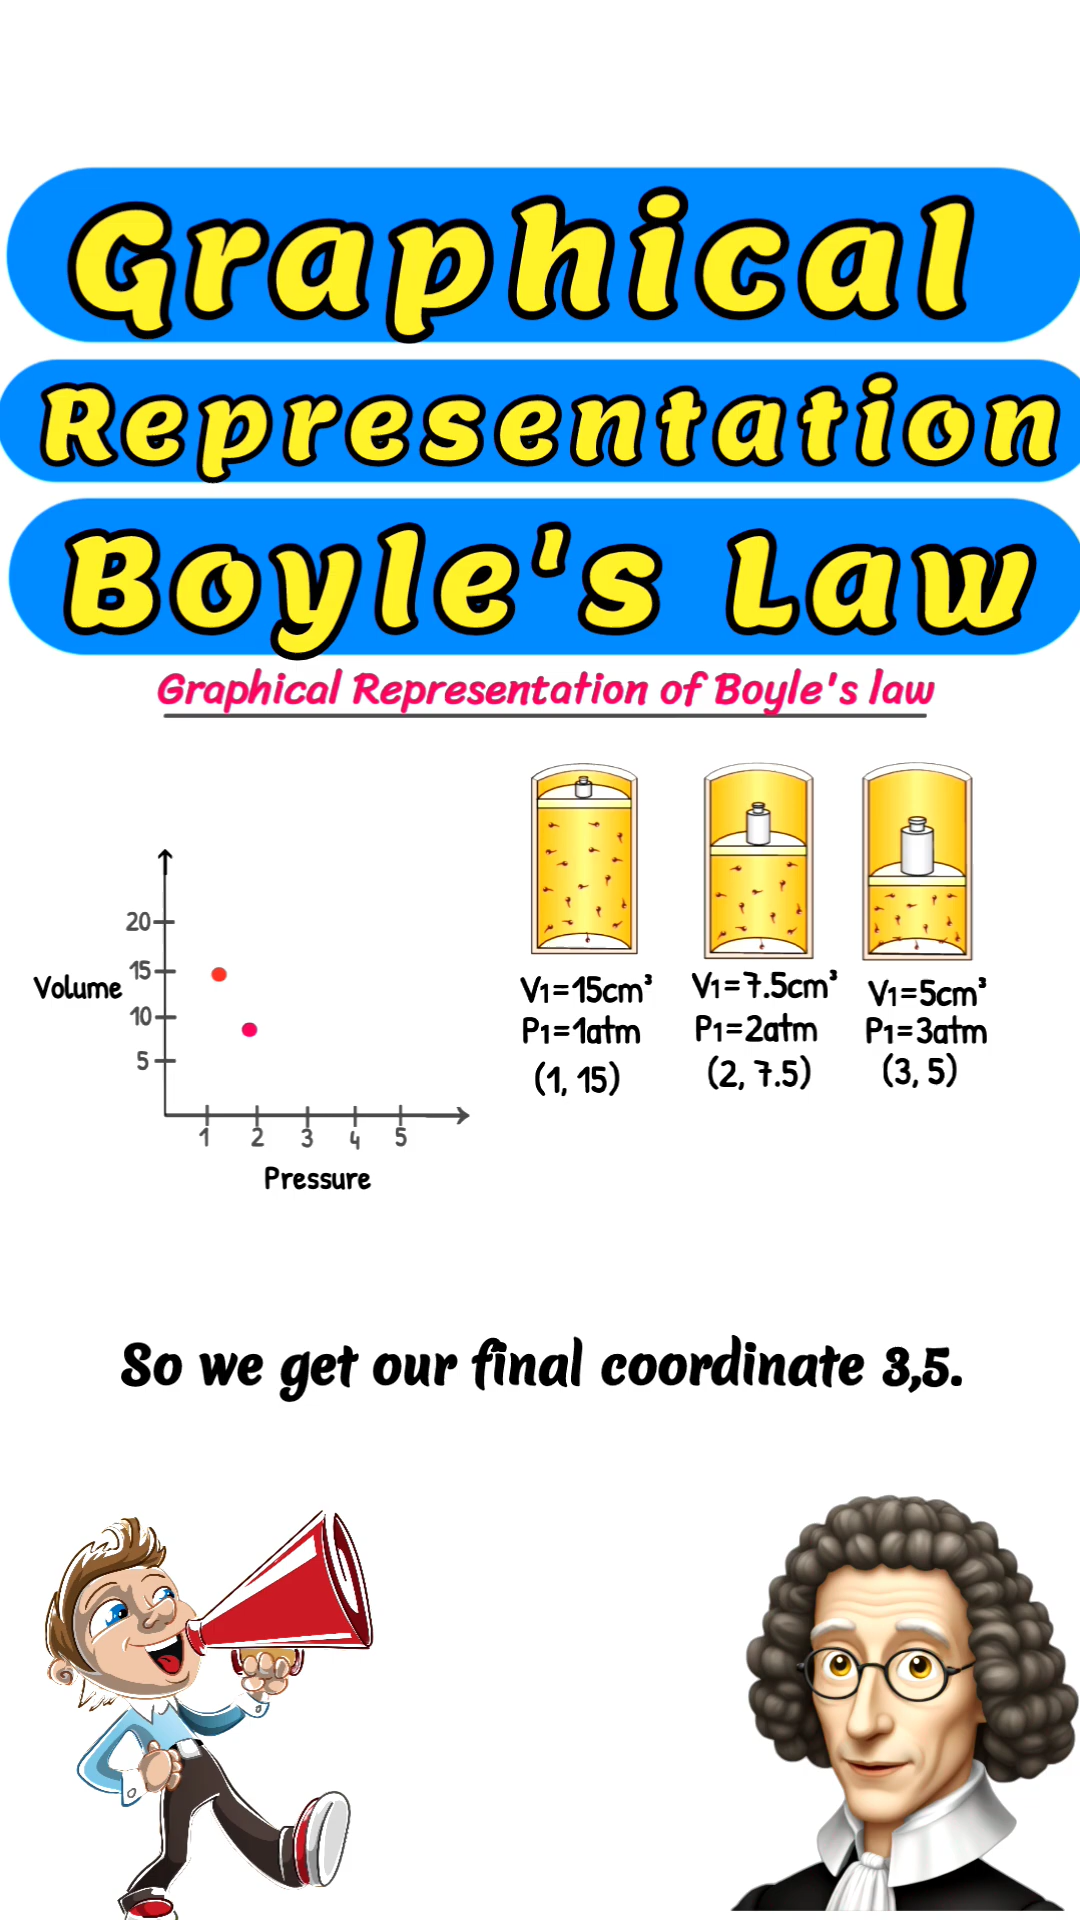 Graphical
Representation
Boyle's Law
Graphical Representation of Boyle's law
20
15
Volume
10
5
1 2 3 4 5
Pressure
V1=15cm³
P1=1atm
(1, 15)
V1=7.5cm³
P1=2atm
(2, 7.5)
V1=5cm³
P1=3atm
(3, 5)
So we get our final coordinate 3,5.